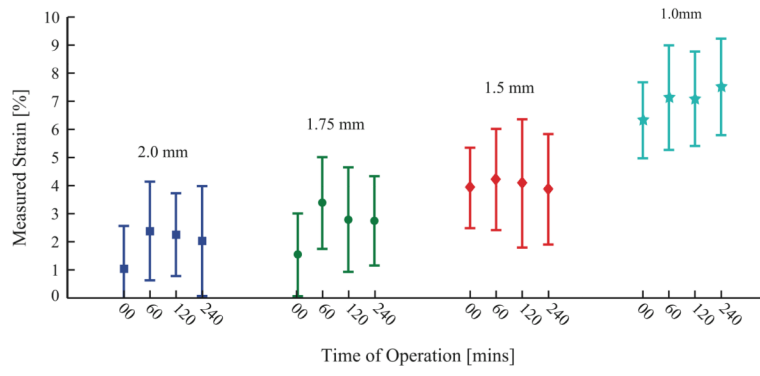 1.0mm
1.5 mm
1.75 mm
2.0 mm
Measured Strain [%]
10
9
8
7
6
5
4
3
2
1
0
00 60 120 240 00 60 120 240 00 60 120 240 00 60 120 240
Time of Operation [mins]